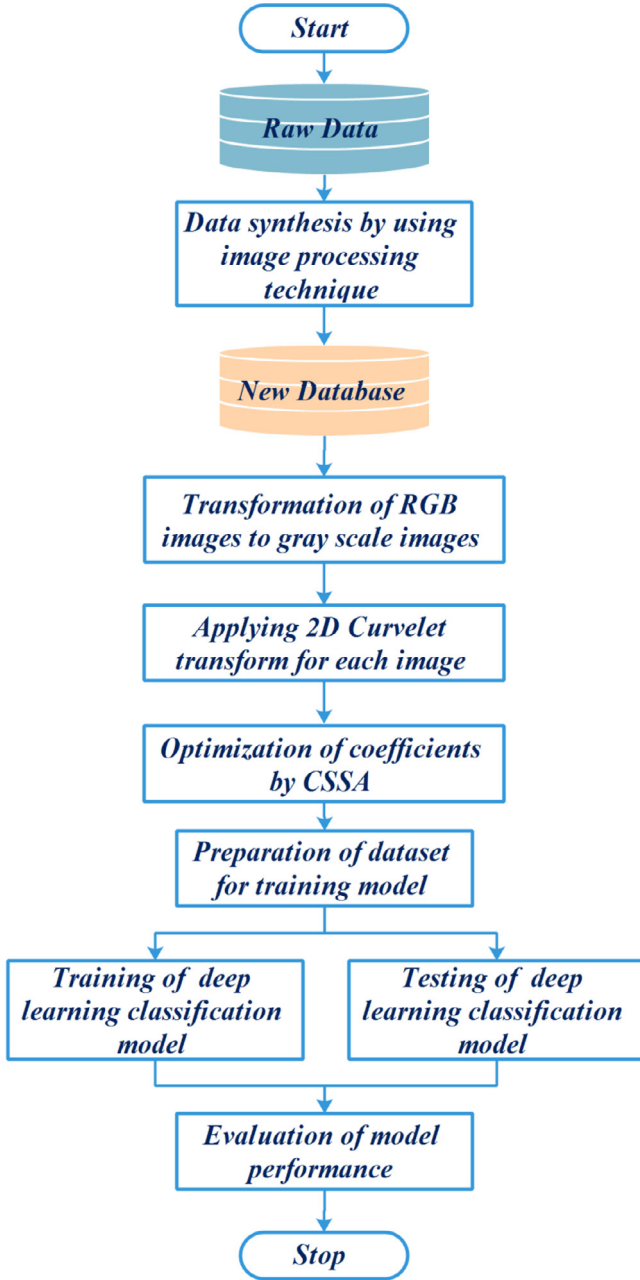 Start
Raw Data
Data synthesis by using
image processing
technique
New Database
Transformation of RGB
images to gray scale images
Applying 2D Curvelet
transform for each image
Optimization of coefficients
by CSSA
Preparation of dataset
for training model
Training of deep
learning classification
model
Testing of deep
learning classification
model
Evaluation of model
performance
Stop